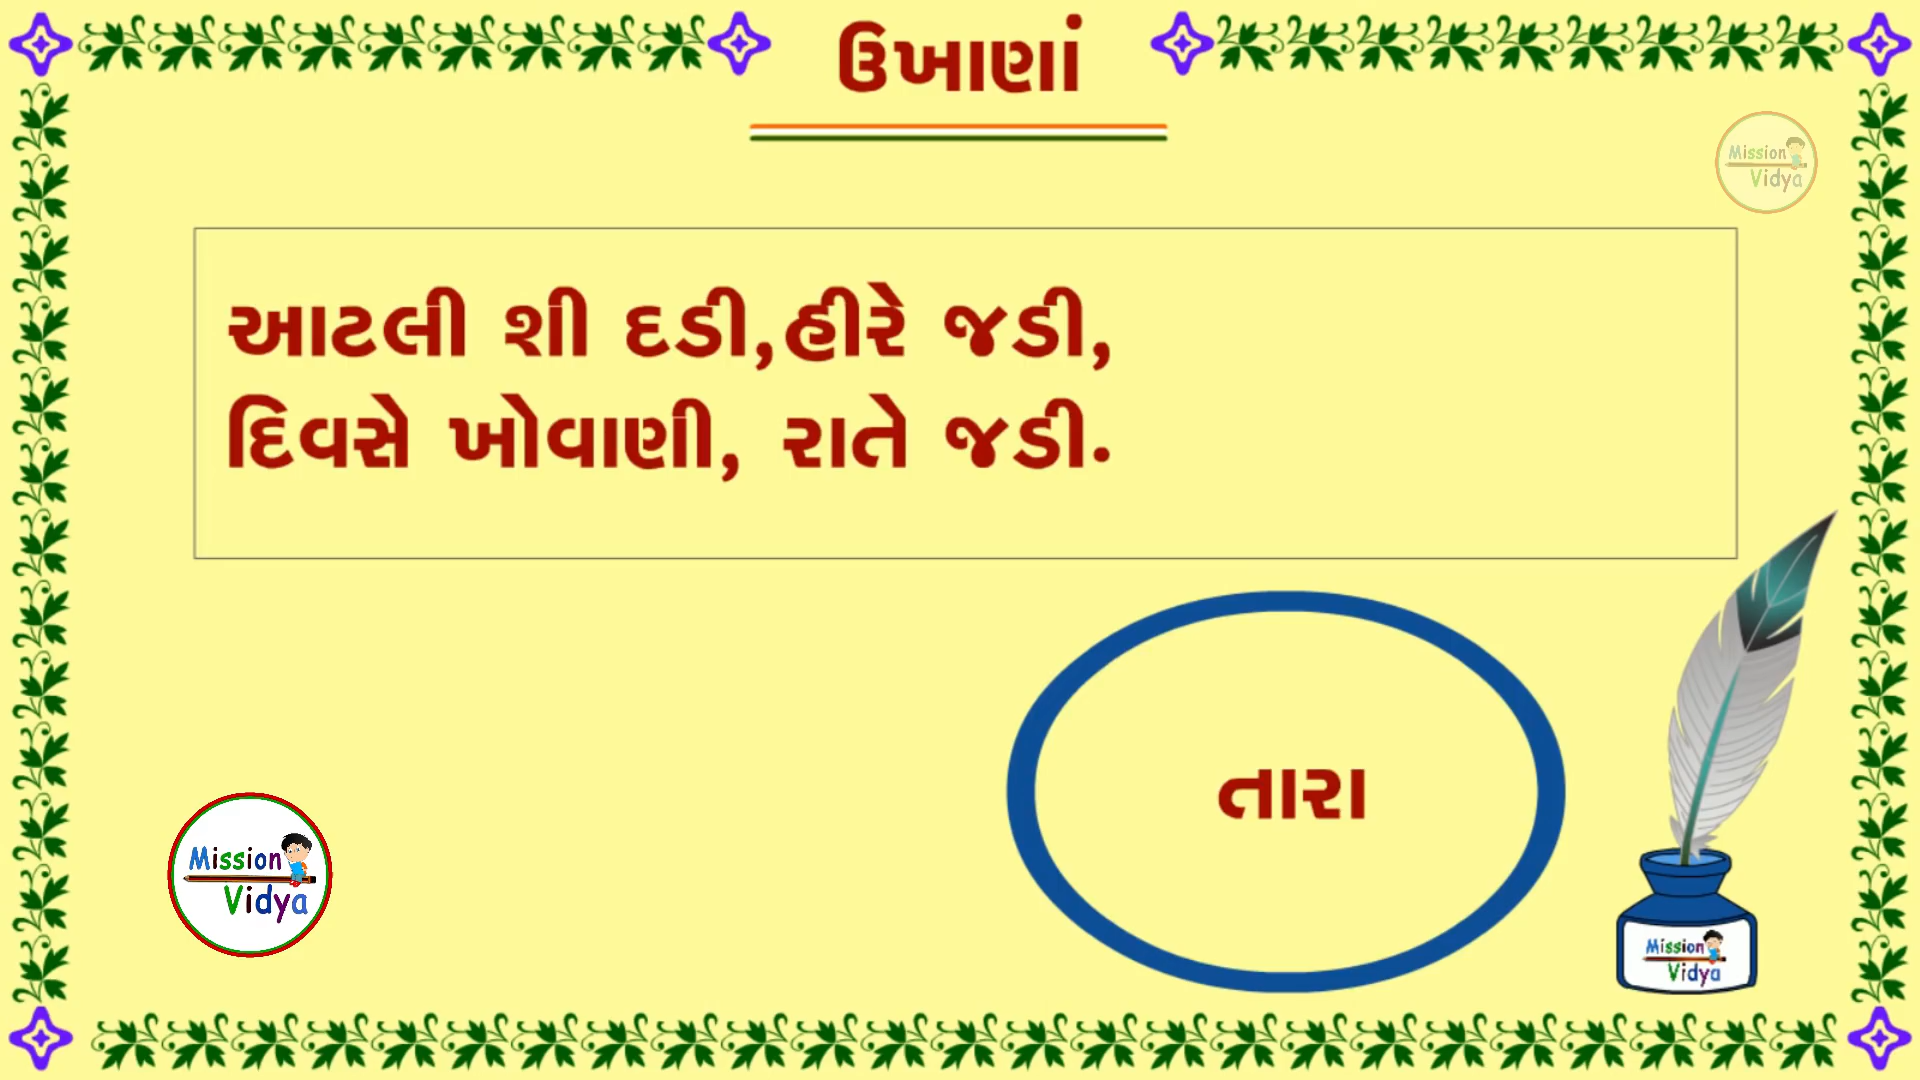 ઉખાણાં
Mission
Vidya
આટલી શી દડી,હીરે જડી,
દિવસે ખોવાણી, રાતે જડી.
તારા
Mission
Vidya
Mission
Vidya